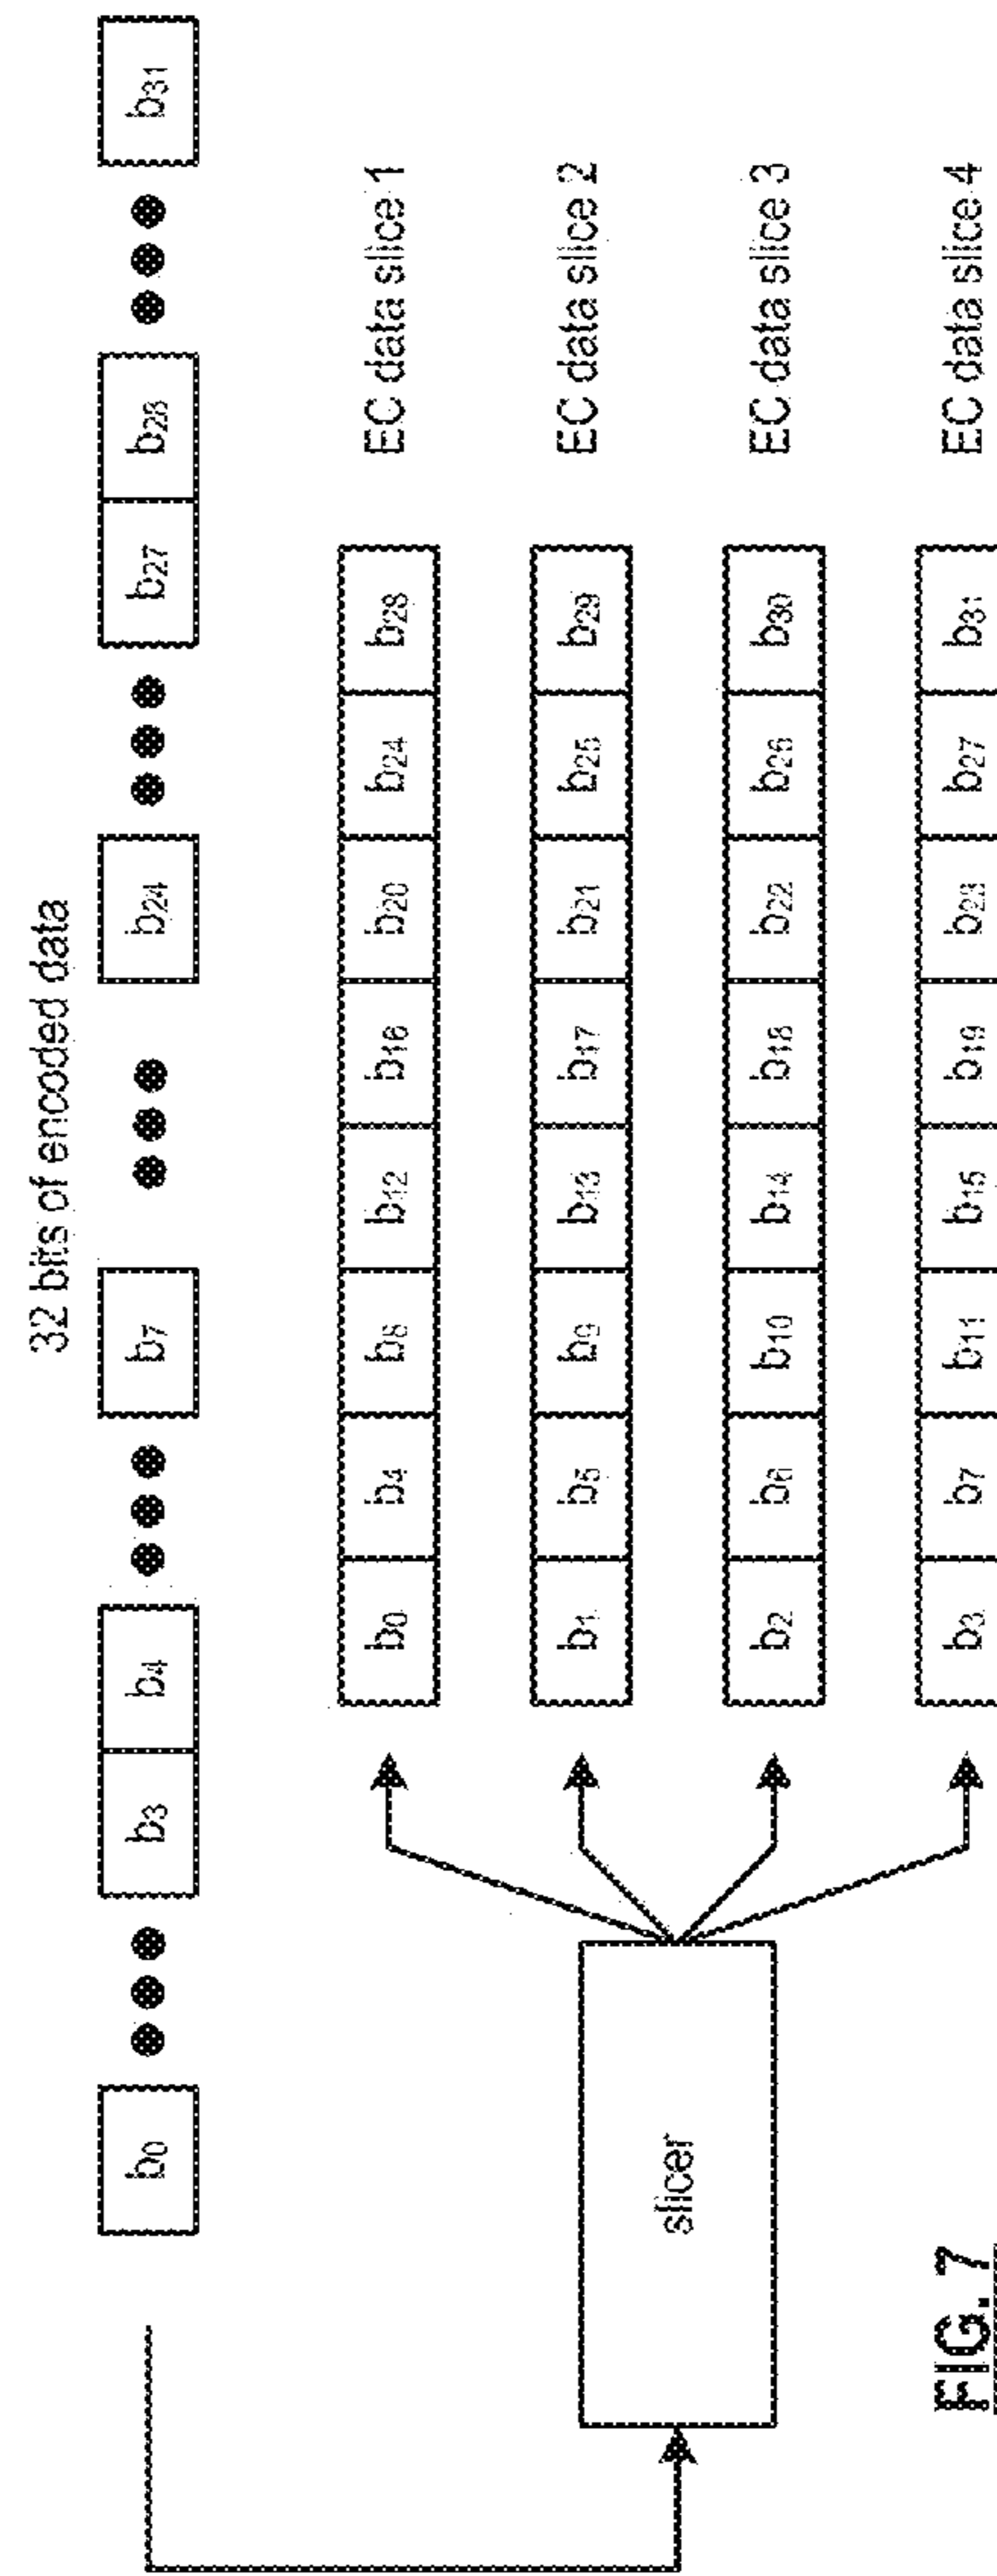 32 bits of encoded data
b0 b3 b4 b7 b24 b27 b28 b31
slicer
b0 b4 b8 b12 b16 b20 b24 b28 EC data slice 1
b1 b5 b9 b13 b17 b21 b25 b29 EC data slice 2
b2 b6 b10 b14 b18 b22 b26 b30 EC data slice 3
b3 b7 b11 b15 b19 b23 b27 b31 EC data slice 4
FIG. 7